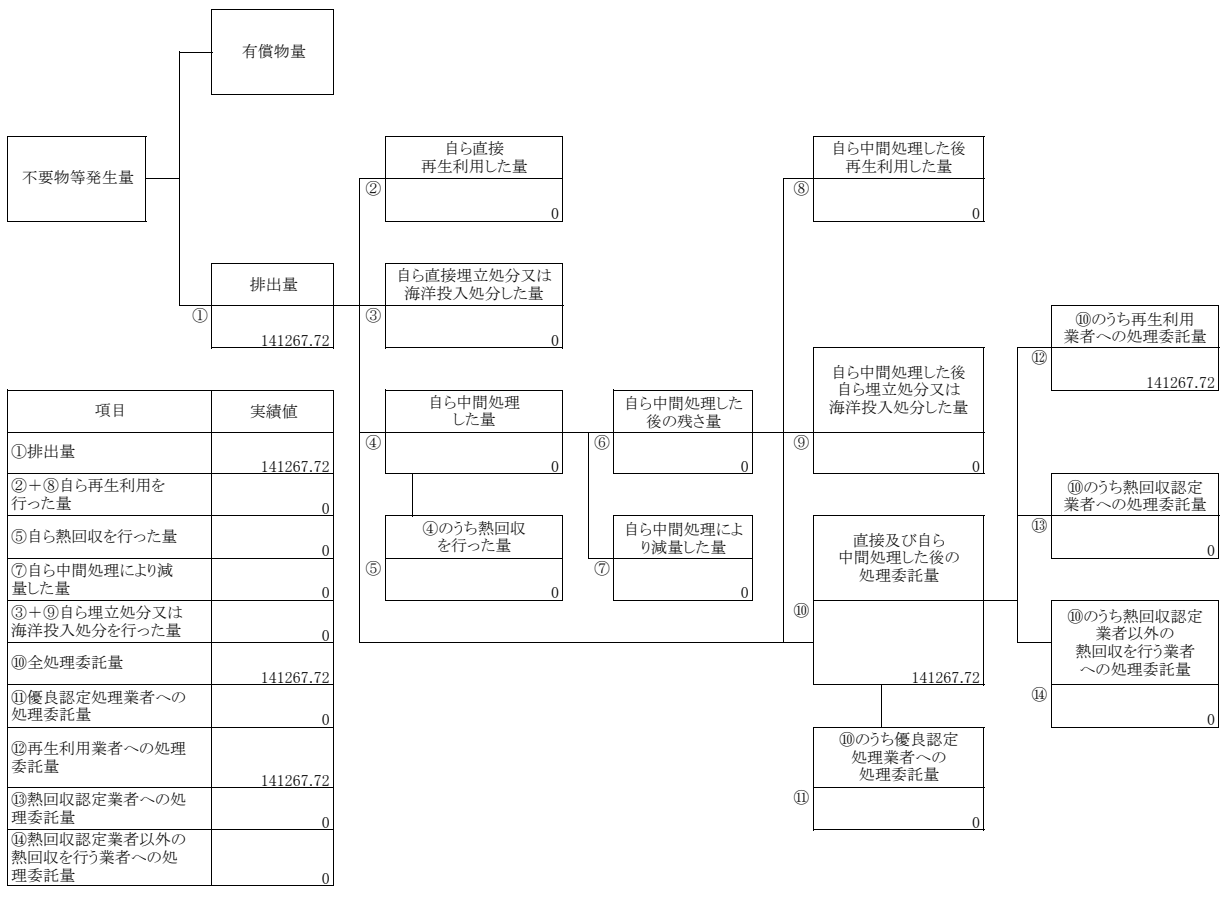 有償物量
不要物等発生量
自ら直接
再生利用した量
②
0
自ら中間処理した後
再生利用した量
⑧
0
排出量
①
141267.72
自ら直接埋立処分又は
海洋投入処分した量
③
0
⑩のうち再生利用
業者への処理委託量
⑫
141267.72
自ら中間処理した後
自ら埋立処分又は
海洋投入処分した量
⑨
0
自ら中間処理
した量
④
0
自ら中間処理した
後の残さ量
⑥
0
⑩のうち熱回収認定
業者への処理委託量
⑬
0
④のうち熱回収
を行った量
⑤
0
自ら中間処理によ
り減量した量
⑦
0
直接及び自ら
中間処理した後の
処理委託量
⑩
141267.72
⑩のうち熱回収認定
業者以外の
熱回収を行う業者
への処理委託量
⑭
0
⑩のうち優良認定
処理業者への
処理委託量
⑪
0
項目 実績値
①排出量
141267.72
②＋⑧自ら再生利用を
行った量
0
⑤自ら熱回収を行った量
0
⑦自ら中間処理により減
量した量
0
③＋⑨自ら埋立処分又は
海洋投入処分を行った量
0
⑩全処理委託量
141267.72
⑪優良認定処理業者への
処理委託量
0
⑫再生利用業者への処理
委託量
141267.72
⑬熱回収認定業者への処
理委託量
0
⑭熱回収認定業者以外の
熱回収を行う業者への処
理委託量
0